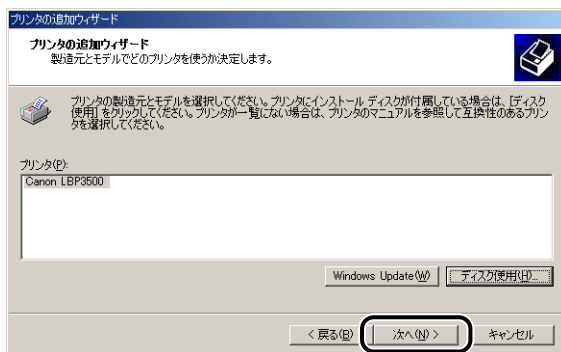 プリンタの追加ウィザード
プリンタの追加ウィザード
製造元とモデルでどのプリンタを使うか決定します。
プリンタの製造元とモデルを選択してください。プリンタにインストール ディスクが付属している場合は、[ディスク
使用] をクリックしてください。プリンタが一覧にない場合は、プリンタのマニュアルを参照して互換性のあるプリン
タを選択してください。
プリンタ(P):
Canon LBP3500
Windows Update(W) ディスク使用(H)...
< 戻る(B) 次へ(N) > キャンセル